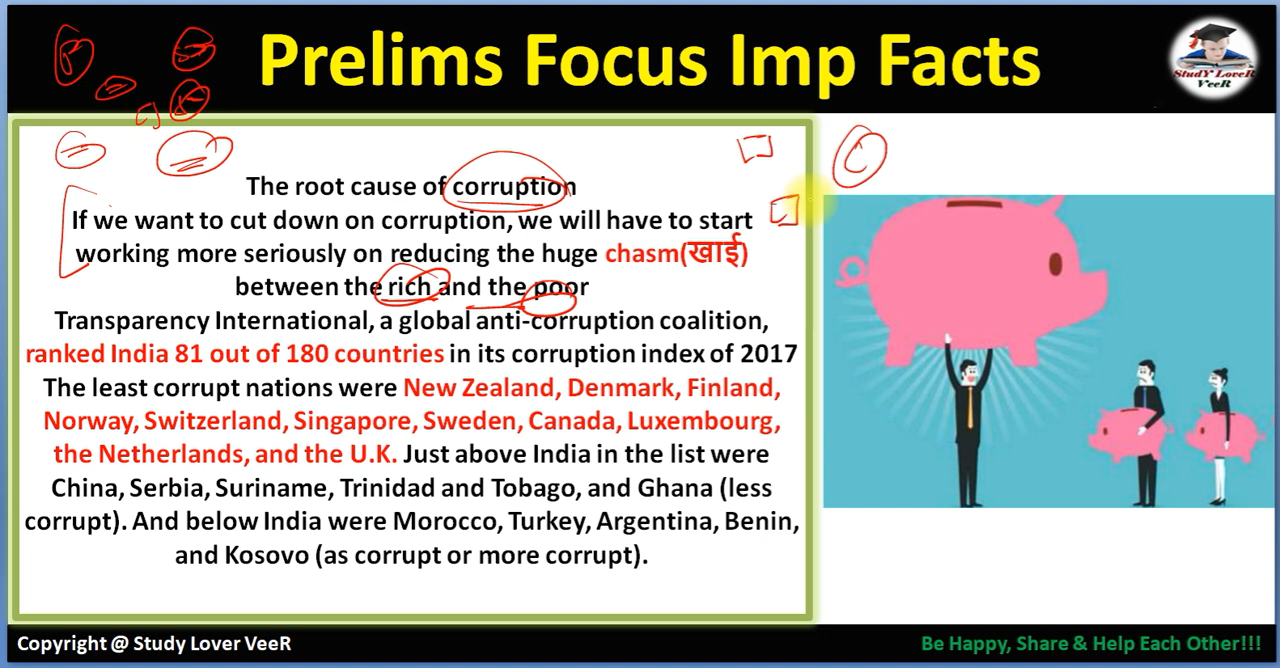 Prelims Focus Imp Facts
StudY LoveR
VeeR
The root cause of corruption
If we want to cut down on corruption, we will have to start
working more seriously on reducing the huge chasm(खाई)
between the rich and the poor
Transparency International, a global anti-corruption coalition,
ranked India 81 out of 180 countries in its corruption index of 2017
The least corrupt nations were New Zealand, Denmark, Finland,
Norway, Switzerland, Singapore, Sweden, Canada, Luxembourg,
the Netherlands, and the U.K. Just above India in the list were
China, Serbia, Suriname, Trinidad and Tobago, and Ghana (less
corrupt). And below India were Morocco, Turkey, Argentina, Benin,
and Kosovo (as corrupt or more corrupt).
Copyright @ Study Lover VeeR
Be Happy, Share & Help Each Other!!!